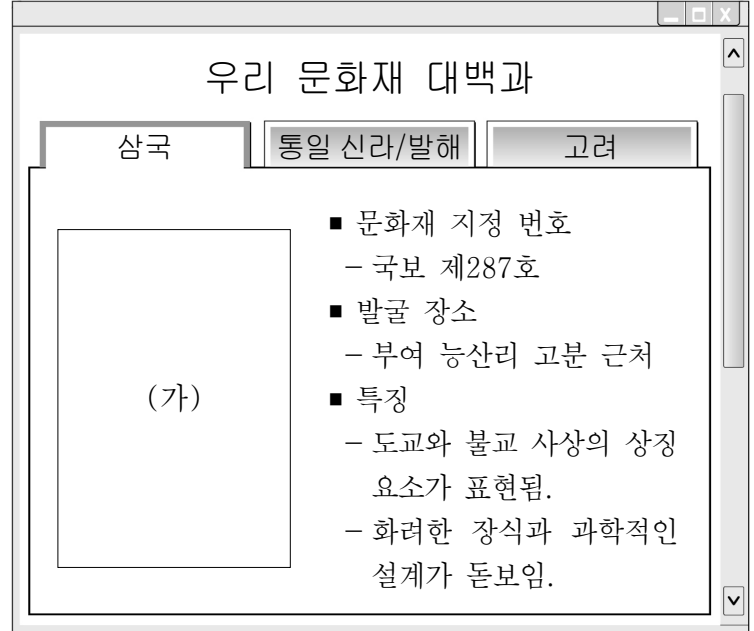 우리 문화재 대백과
삼국
통일 신라/발해
고려
(가)
■ 문화재 지정 번호
– 국보 제287호
■ 발굴 장소
– 부여 능산리 고분 근처
■ 특징
– 도교와 불교 사상의 상징
요소가 표현됨.
– 화려한 장식과 과학적인
설계가 돋보임.